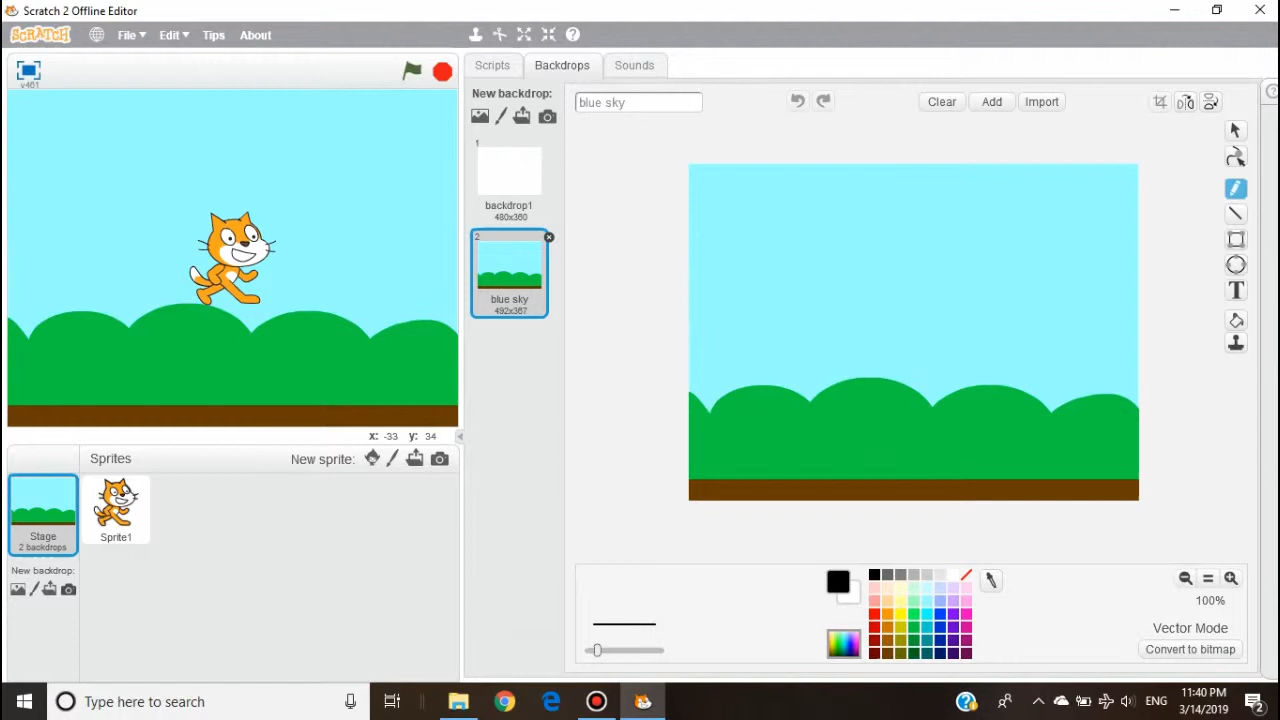 Scratch 2 Offline Editor
SCRATCH File Edit Tips About
v461
Scripts Backdrops Sounds
New backdrop:
blue sky
Clear Add Import
1
backdrop1
480x360
2
blue sky
492x367
x: -33 y: 34
Sprites New sprite:
Stage
2 backdrops
Sprite1
New backdrop:
T
100%
Vector Mode
Convert to bitmap
Type here to search
ENG
11:40 PM
3/14/2019
2